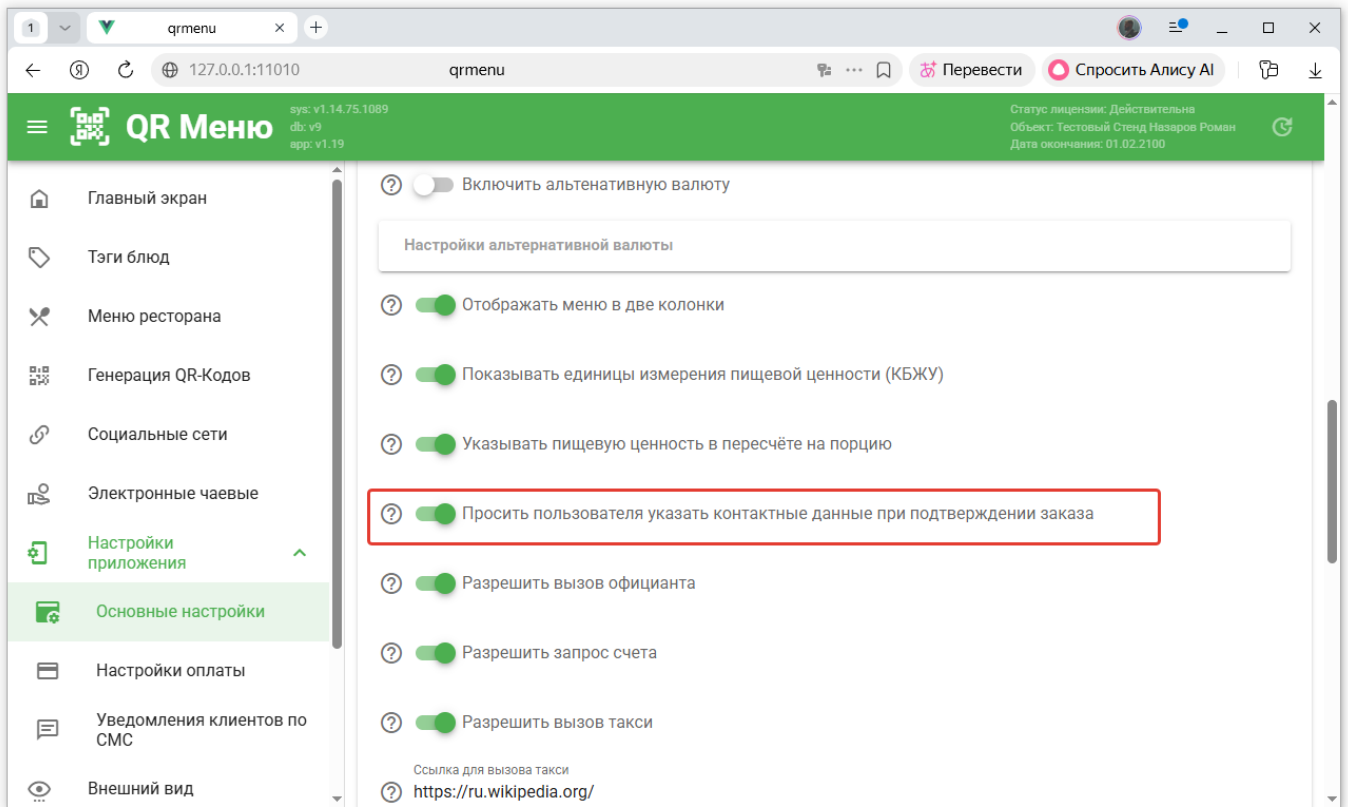 1
qrmenu
127.0.0.1:11010
qrmenu
Перевести
Спросить Алису AI
QR Меню
sys: v1.14.75.1089
db: v9
app: v1.19
Статус лицензии: Действительна
Объект: Тестовый Стенд Назаров Роман
Дата окончания: 01.02.2100
Главный экран
Тэги блюд
Меню ресторана
Генерация QR-Кодов
Социальные сети
Электронные чаевые
Настройки
приложения
Основные настройки
Настройки оплаты
Уведомления клиентов по
СМС
Внешний вид
Включить альтенативную валюту
Настройки альтернативной валюты
Отображать меню в две колонки
Показывать единицы измерения пищевой ценности (КБЖУ)
Указывать пищевую ценность в пересчёте на порцию
Просить пользователя указать контактные данные при подтверждении заказа
Разрешить вызов официанта
Разрешить запрос счета
Разрешить вызов такси
Ссылка для вызова такси
https://ru.wikipedia.org/